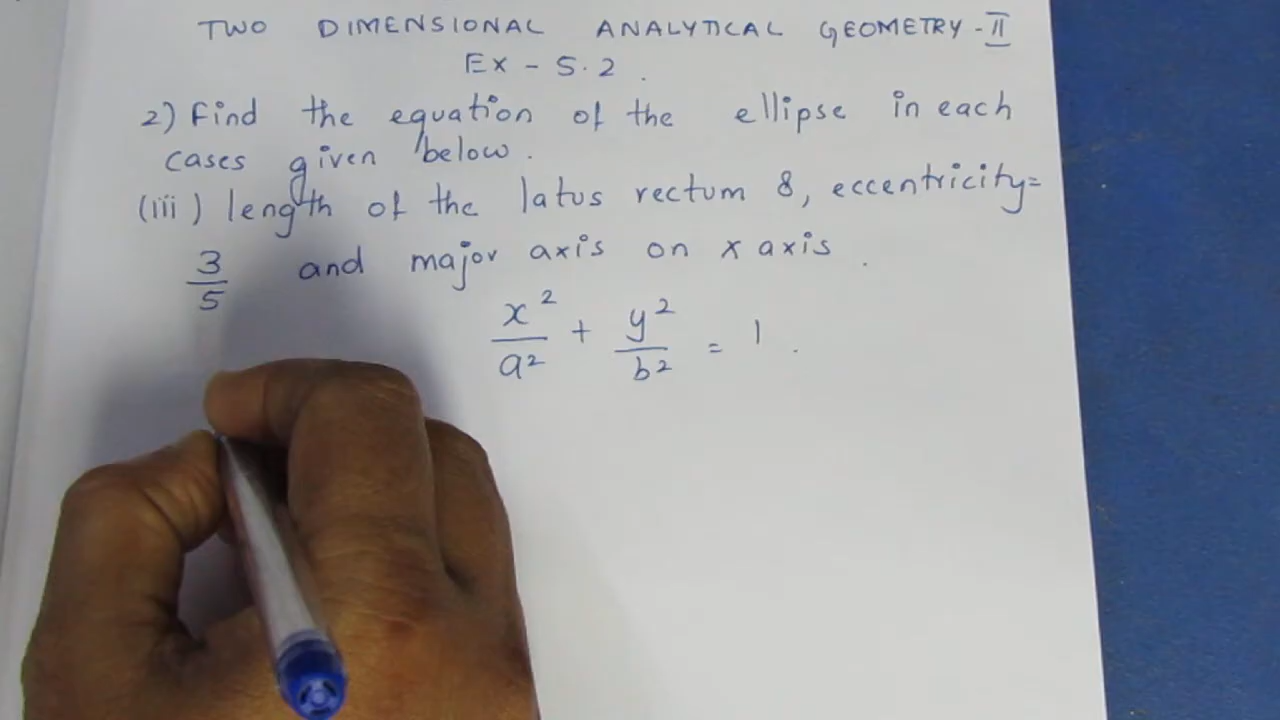 TWO DIMENSIONAL ANALYTICAL GEOMETRY - II
Ex - 5.2.
2) Find the equation of the ellipse in each
cases given below.
(iii) length of the latus rectum 8, eccentricity=
3/5 and major axis on x axis.
x²/a² + y²/b² = 1.